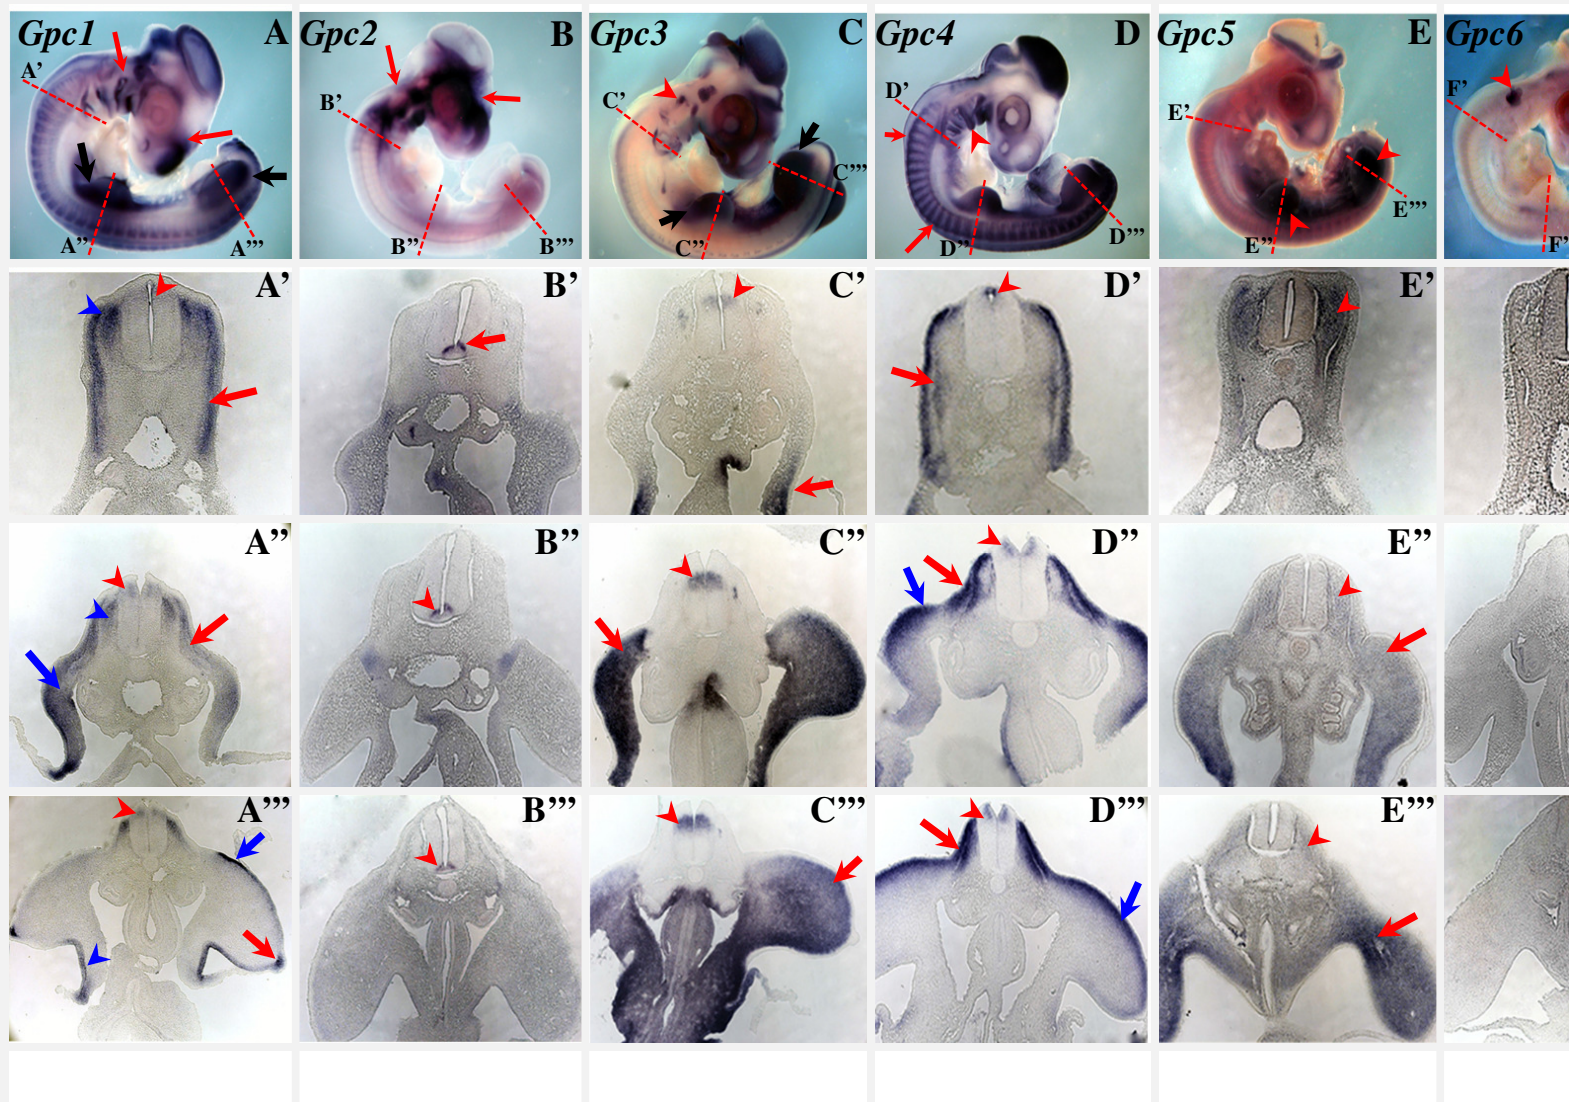 Gpc1 A Gpc2 B Gpc3 C Gpc4 D Gpc5 E Gpc6
A' B' C' D' E' F'
A'' A''' B'' B''' C'' C''' D'' D''' E'' E''' F''
A' B' C' D' E'
A'' B'' C'' D'' E''
A''' B''' C''' D''' E'''